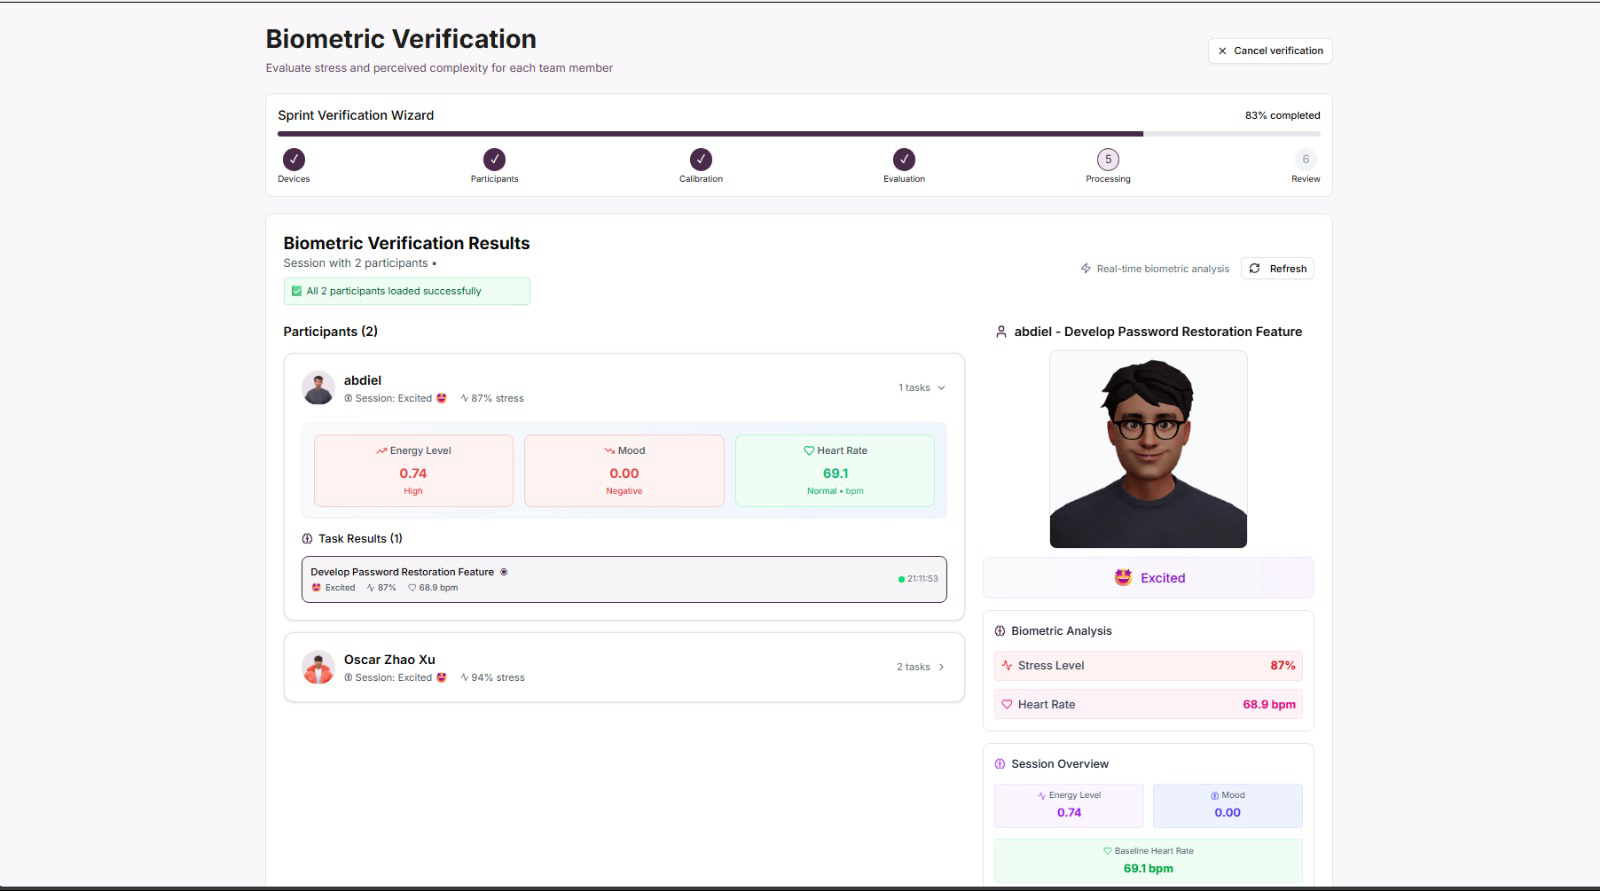 Biometric Verification
Evaluate stress and perceived complexity for each team member
Cancel verification
Sprint Verification Wizard
83% completed
5
6
Devices
Participants
Calibration
Evaluation
Processing
Review
Biometric Verification Results
Session with 2 participants •
All 2 participants loaded successfully
Real-time biometric analysis
Refresh
Participants (2)
abdiel
Session: Excited 🤩 87% stress
1 tasks
Energy Level
0.74
High
Mood
0.00
Negative
Heart Rate
69.1
Normal • bpm
Task Results (1)
Develop Password Restoration Feature
🤩 Excited 87% 68.9 bpm
21:11:53
Oscar Zhao Xu
Session: Excited 🤩 94% stress
2 tasks
abdiel - Develop Password Restoration Feature
🤩 Excited
Biometric Analysis
Stress Level 87%
Heart Rate 68.9 bpm
Session Overview
Energy Level
0.74
Mood
0.00
Baseline Heart Rate
69.1 bpm